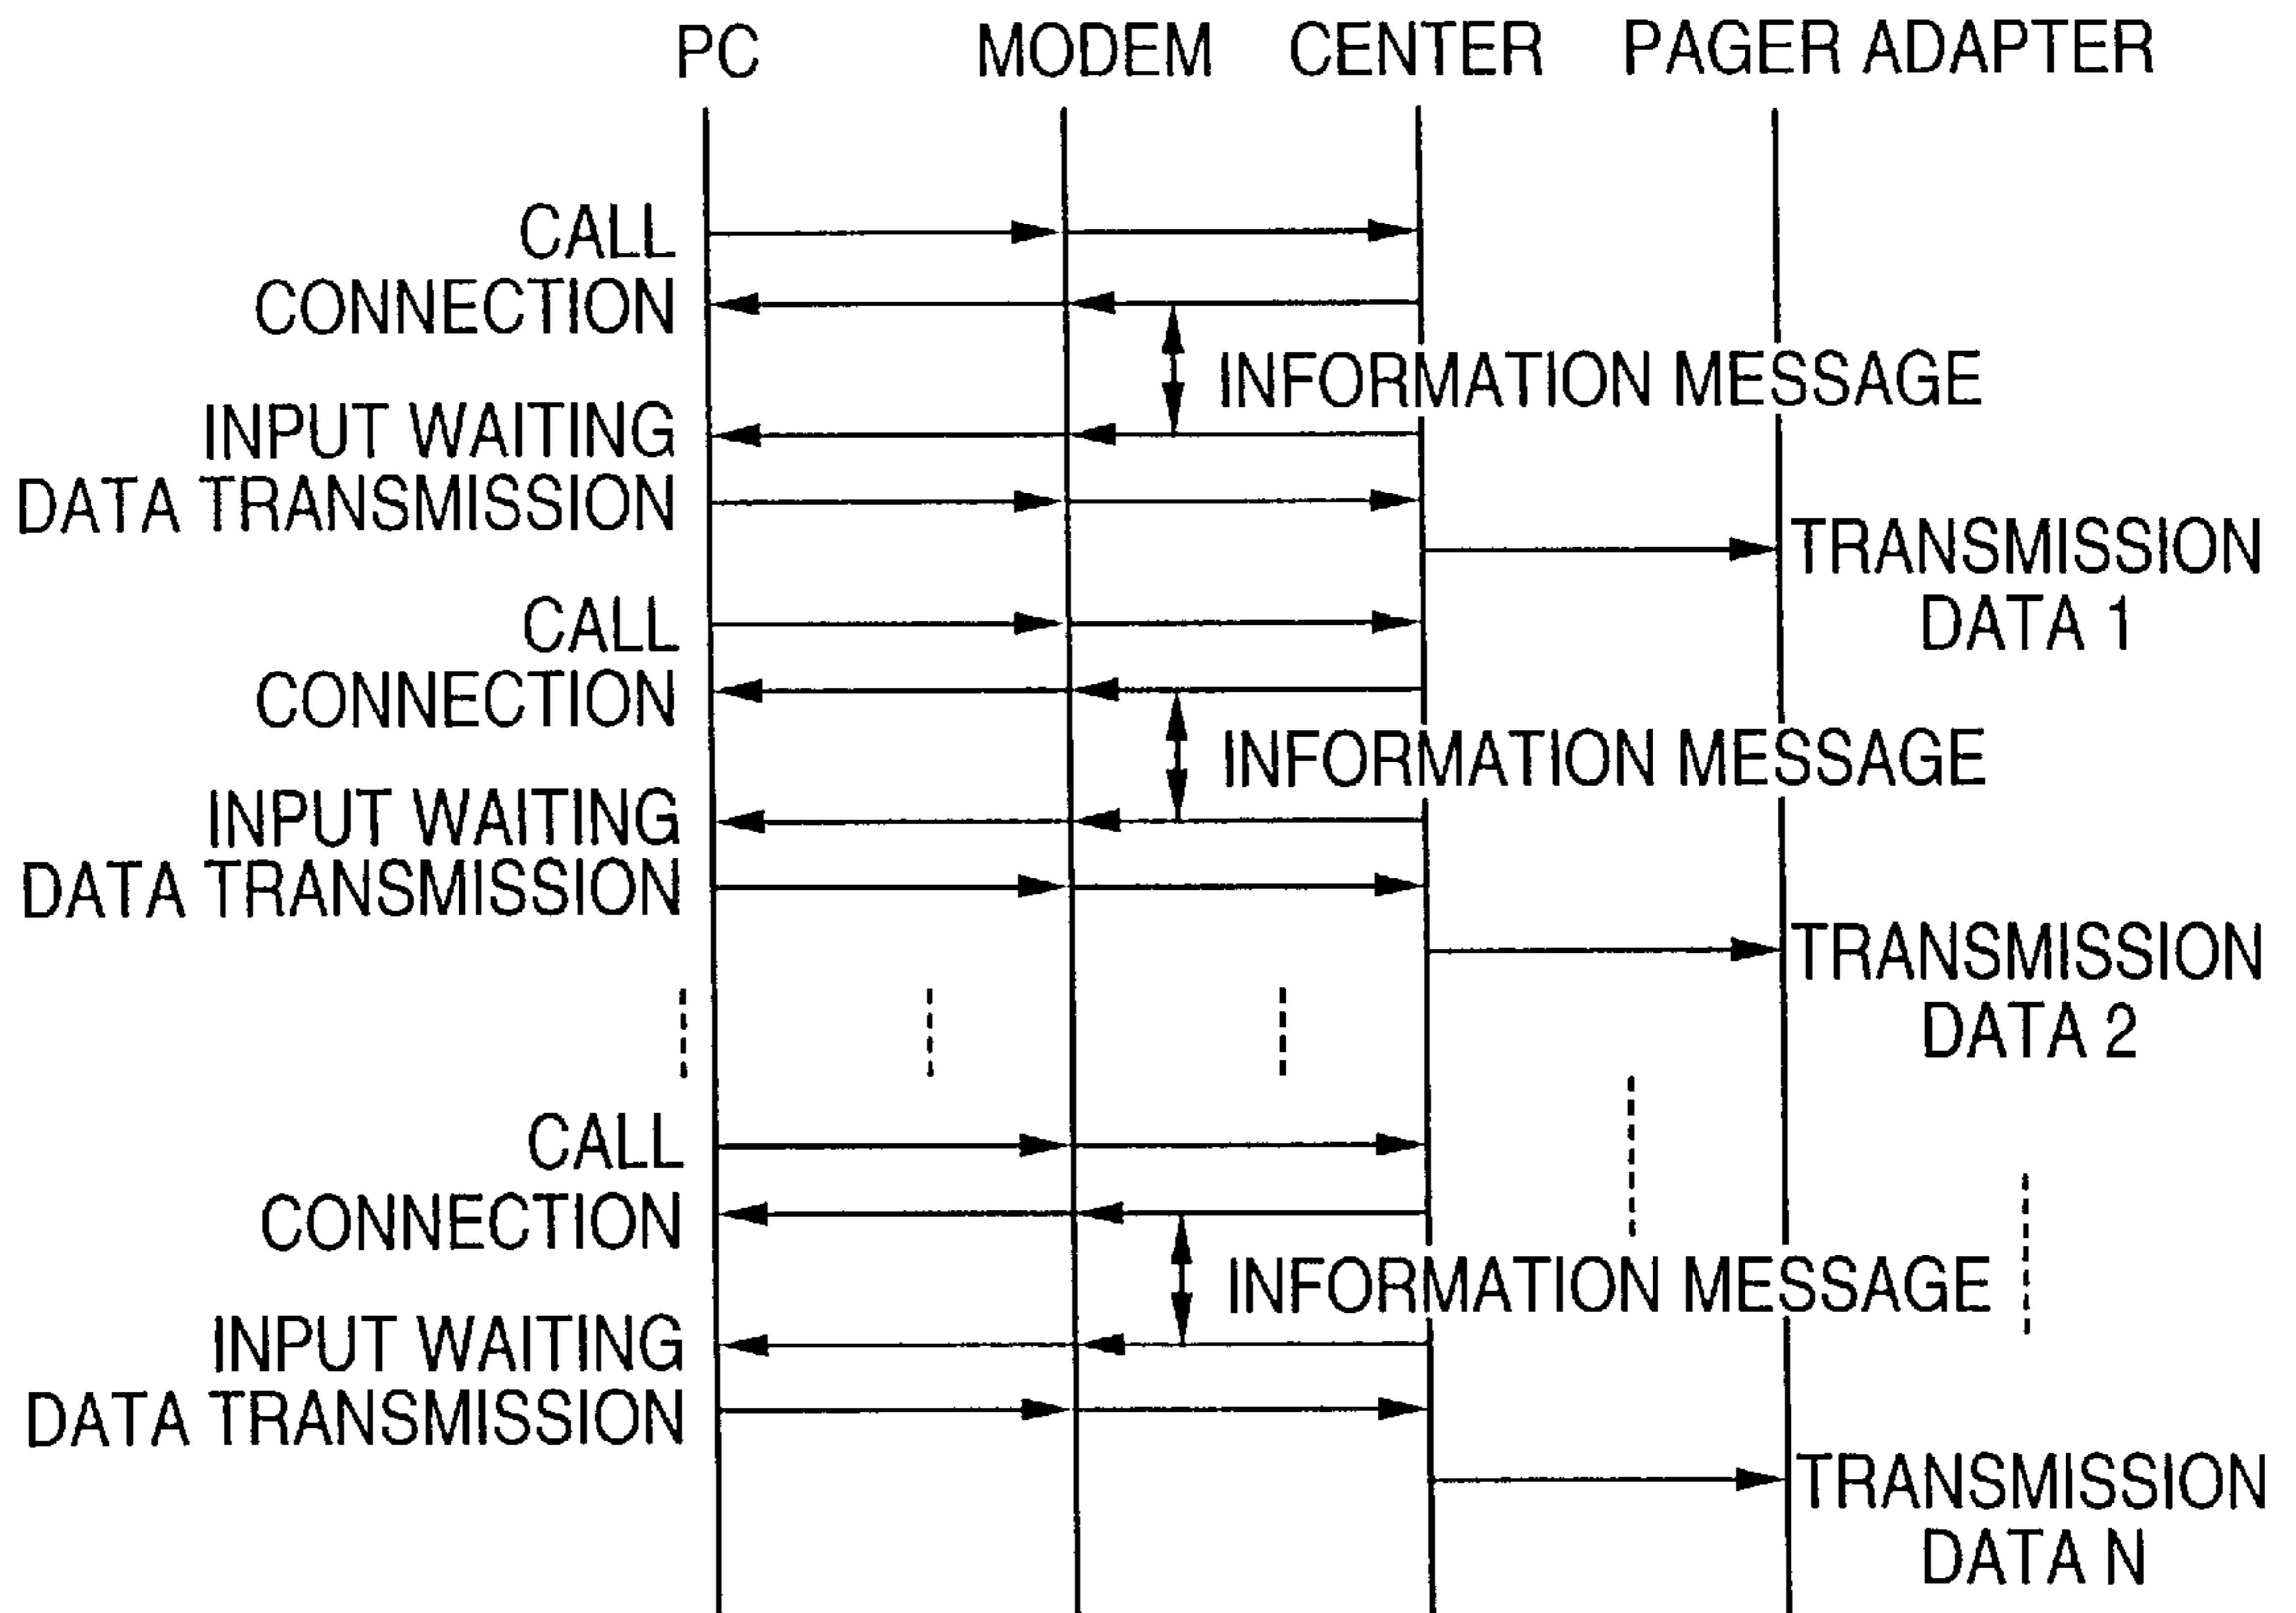 PC MODEM CENTER PAGER ADAPTER
CALL
CONNECTION
INFORMATION MESSAGE
INPUT WAITING
DATA TRANSMISSION
TRANSMISSION
DATA 1
CALL
CONNECTION
INFORMATION MESSAGE
INPUT WAITING
DATA TRANSMISSION
TRANSMISSION
DATA 2
CALL
CONNECTION
INFORMATION MESSAGE
INPUT WAITING
DATA TRANSMISSION
TRANSMISSION
DATA N